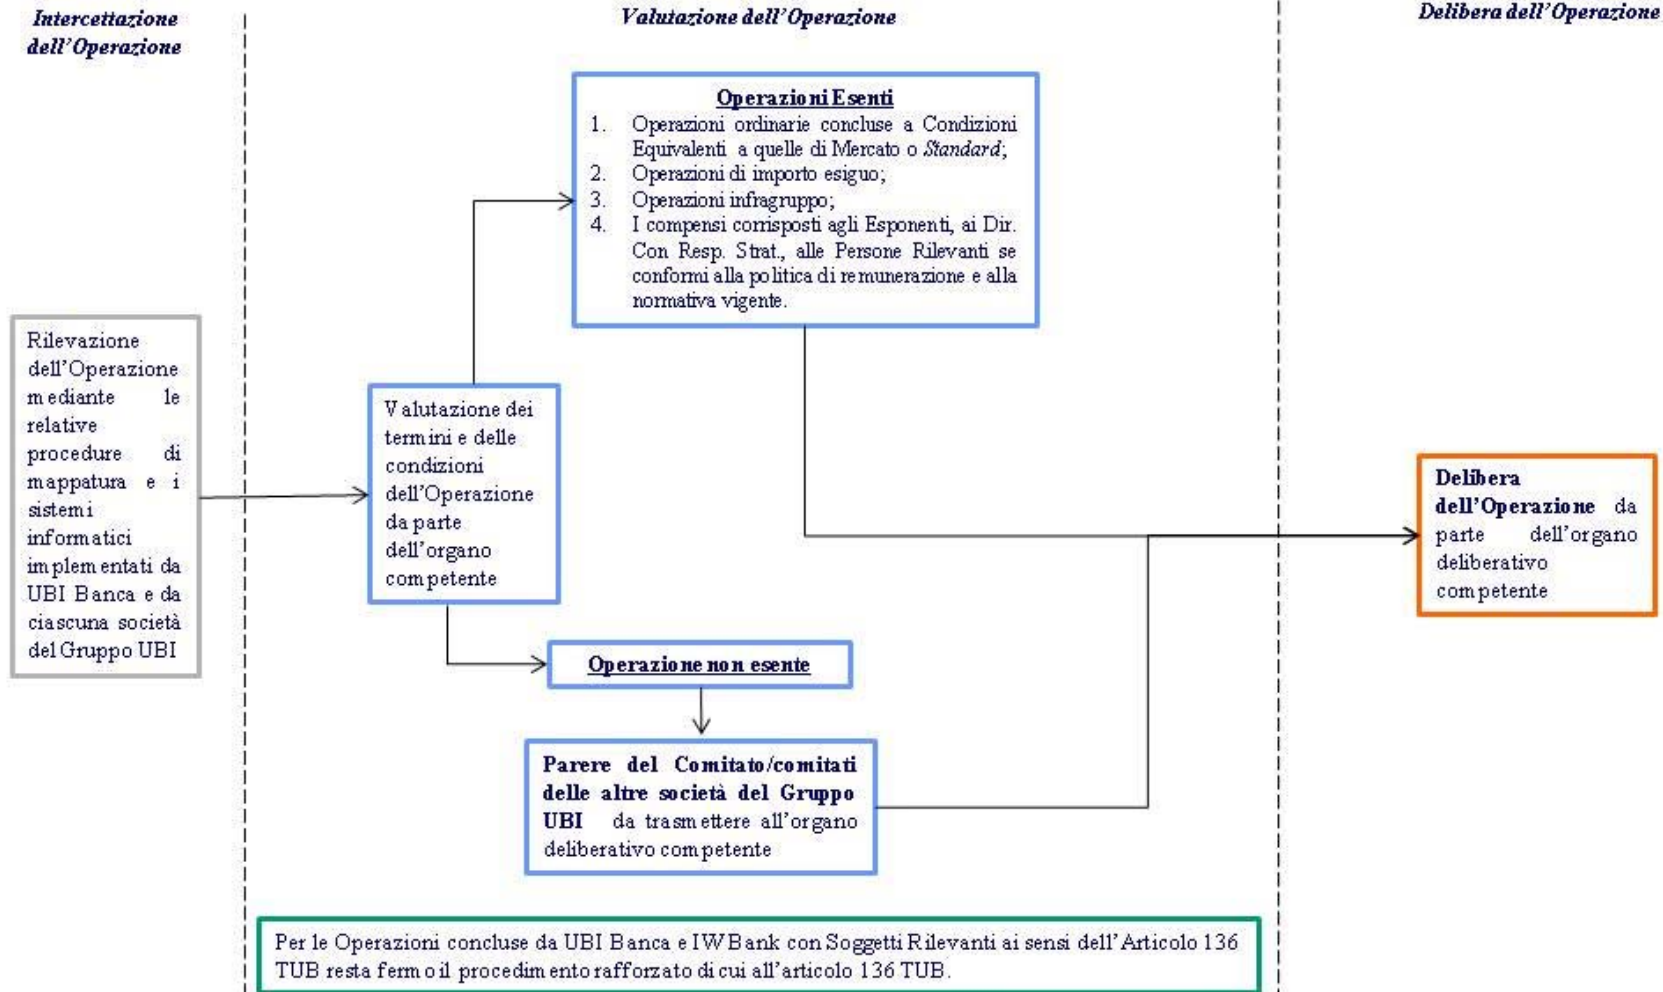 Intercettazione
dell'Operazione
Valutazione dell'Operazione
Delibera dell'Operazione
Operazioni Esenti
1. Operazioni ordinarie concluse a Condizioni
Equivalenti a quelle di Mercato o Standard;
2. Operazioni di importo esiguo;
3. Operazioni infragruppo;
4. I compensi corrisposti agli Esponenti, ai Dir.
Con Resp. Strat., alle Persone Rilevanti se
conformi alla politica di remunerazione e alla
normativa vigente.
Rilevazione
dell'Operazione
mediante le
relative
procedure di
mappatura e i
sistemi
informatici
implementati da
UBI Banca e da
ciascuna società
del Gruppo UBI
Valutazione dei
termini e delle
condizioni
dell'Operazione
da parte
dell'organo
competente
Operazione non esente
Parere del Comitato/comitati
delle altre società del Gruppo
UBI da trasmettere all'organo
deliberativo competente
Delibera
dell'Operazione da
parte dell'organo
deliberativo
competente
Per le Operazioni concluse da UBI Banca e IWBank con Soggetti Rilevanti ai sensi dell'Articolo 136
TUB resta fermo il procedimento rafforzato di cui all'articolo 136 TUB.